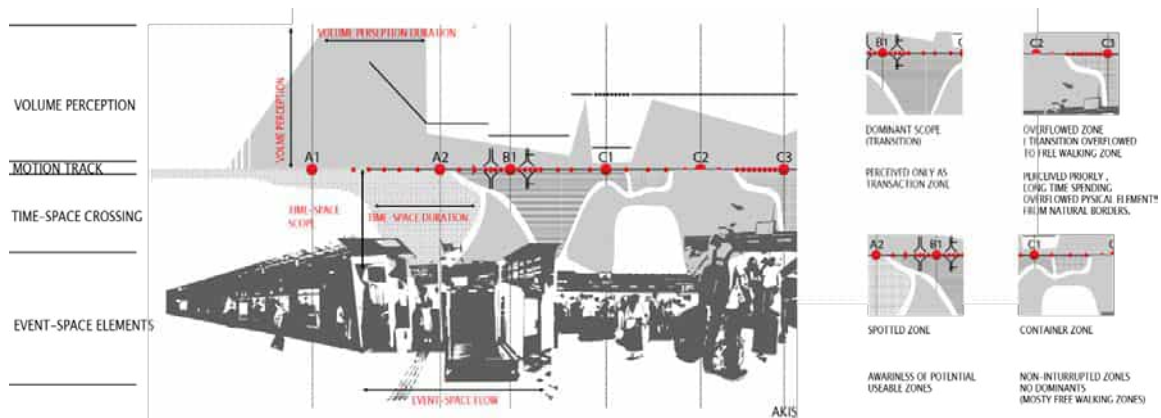 VOLUME PERSEPTION DURATION
VOLUME PERCEPTION
VOLME PERCEPTION
MOTION TRACK
A1
A2
B1
C1
C2
C3
TIME-SPACE CROSSING
TIME-SPACE
SCOPE
TIME-SPACE DURATION
EVENT-SPACE ELEMENTS
EVENT-SPACE FLOW
AKIS
B1
C
DOMINANT SCOPE
(TRANSITION)
PERCEIVED ONLY AS
TRANSACTION ZONE
C2
C3
OVERFLOWED ZONE
( TRANSITION OVERFLOWED
TO FREE WALKING ZONE
PERCEIVED PRIORLY ,
LONG TIME SPENDING
OVERFLOWED PYSICAL ELEMENTS
FROM NATURAL BORDERS.
A2
B1
SPOTTED ZONE
AWARINESS OF POTENTIAL
USEABLE ZONES
C1
CONTAINER ZONE
NON-INTURRUPTED ZONES
NO DOMINANTS
(MOSTY FREE WALKING ZONES)